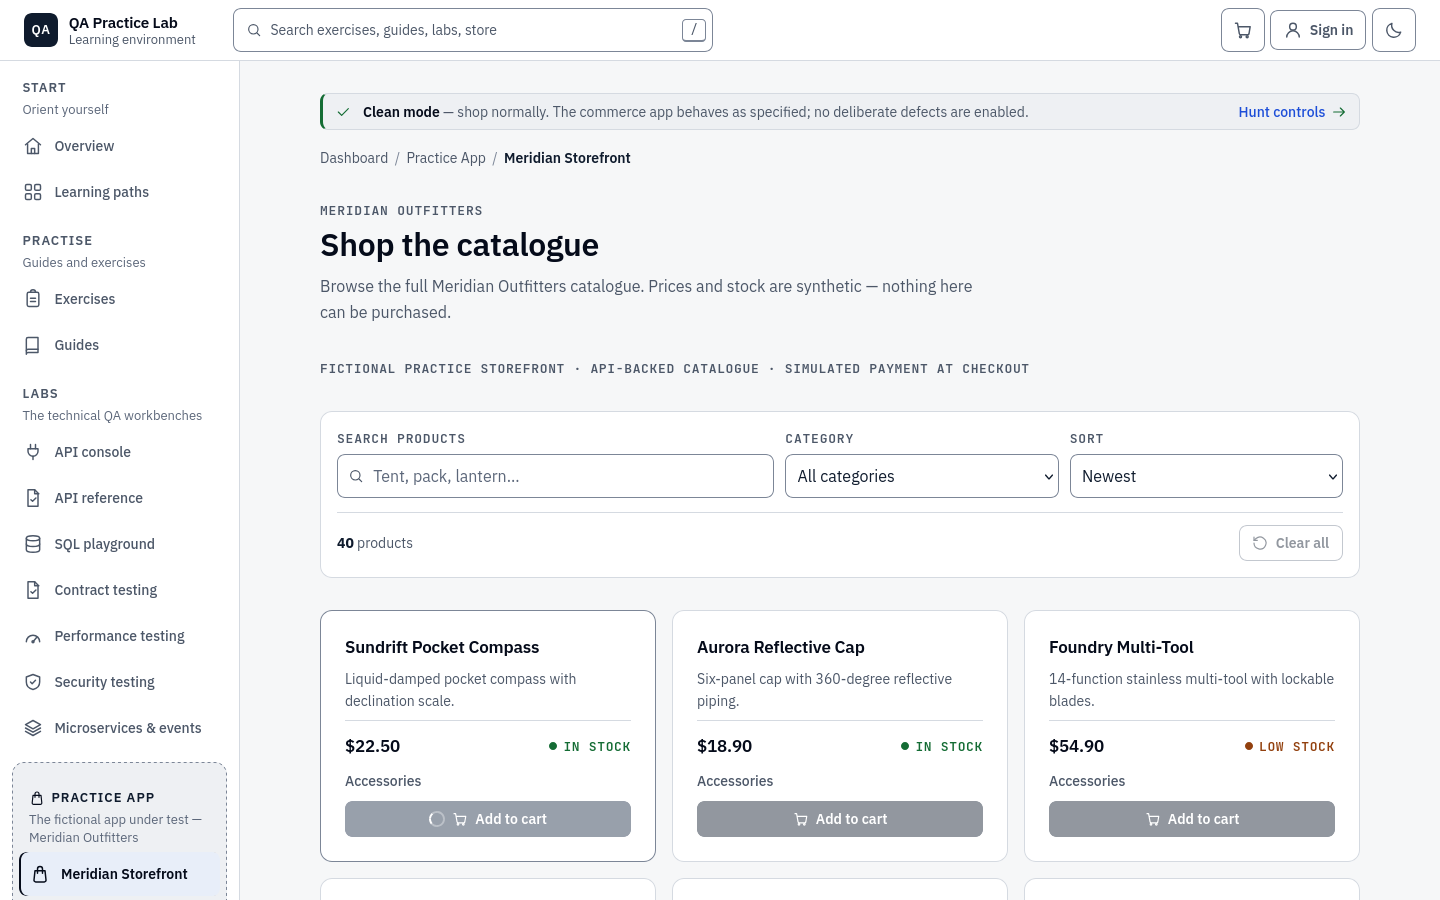 QA
QA Practice Lab
Learning environment
Search exercises, guides, labs, store
/
Sign in
START
Orient yourself
Overview
Learning paths
PRACTISE
Guides and exercises
Exercises
Guides
LABS
The technical QA workbenches
API console
API reference
SQL playground
Contract testing
Performance testing
Security testing
Microservices & events
PRACTICE APP
The fictional app under test —
Meridian Outfitters
Meridian Storefront
Clean mode — shop normally. The commerce app behaves as specified; no deliberate defects are enabled.
Hunt controls
Dashboard / Practice App / Meridian Storefront
MERIDIAN OUTFITTERS
Shop the catalogue
Browse the full Meridian Outfitters catalogue. Prices and stock are synthetic — nothing here
can be purchased.
FICTIONAL PRACTICE STOREFRONT · API-BACKED CATALOGUE · SIMULATED PAYMENT AT CHECKOUT
SEARCH PRODUCTS
Tent, pack, lantern...
CATEGORY
All categories
SORT
Newest
40 products
Clear all
Sundrift Pocket Compass
Liquid-damped pocket compass with
declination scale.
$22.50
IN STOCK
Accessories
Add to cart
Aurora Reflective Cap
Six-panel cap with 360-degree reflective
piping.
$18.90
IN STOCK
Accessories
Add to cart
Foundry Multi-Tool
14-function stainless multi-tool with lockable
blades.
$54.90
LOW STOCK
Accessories
Add to cart